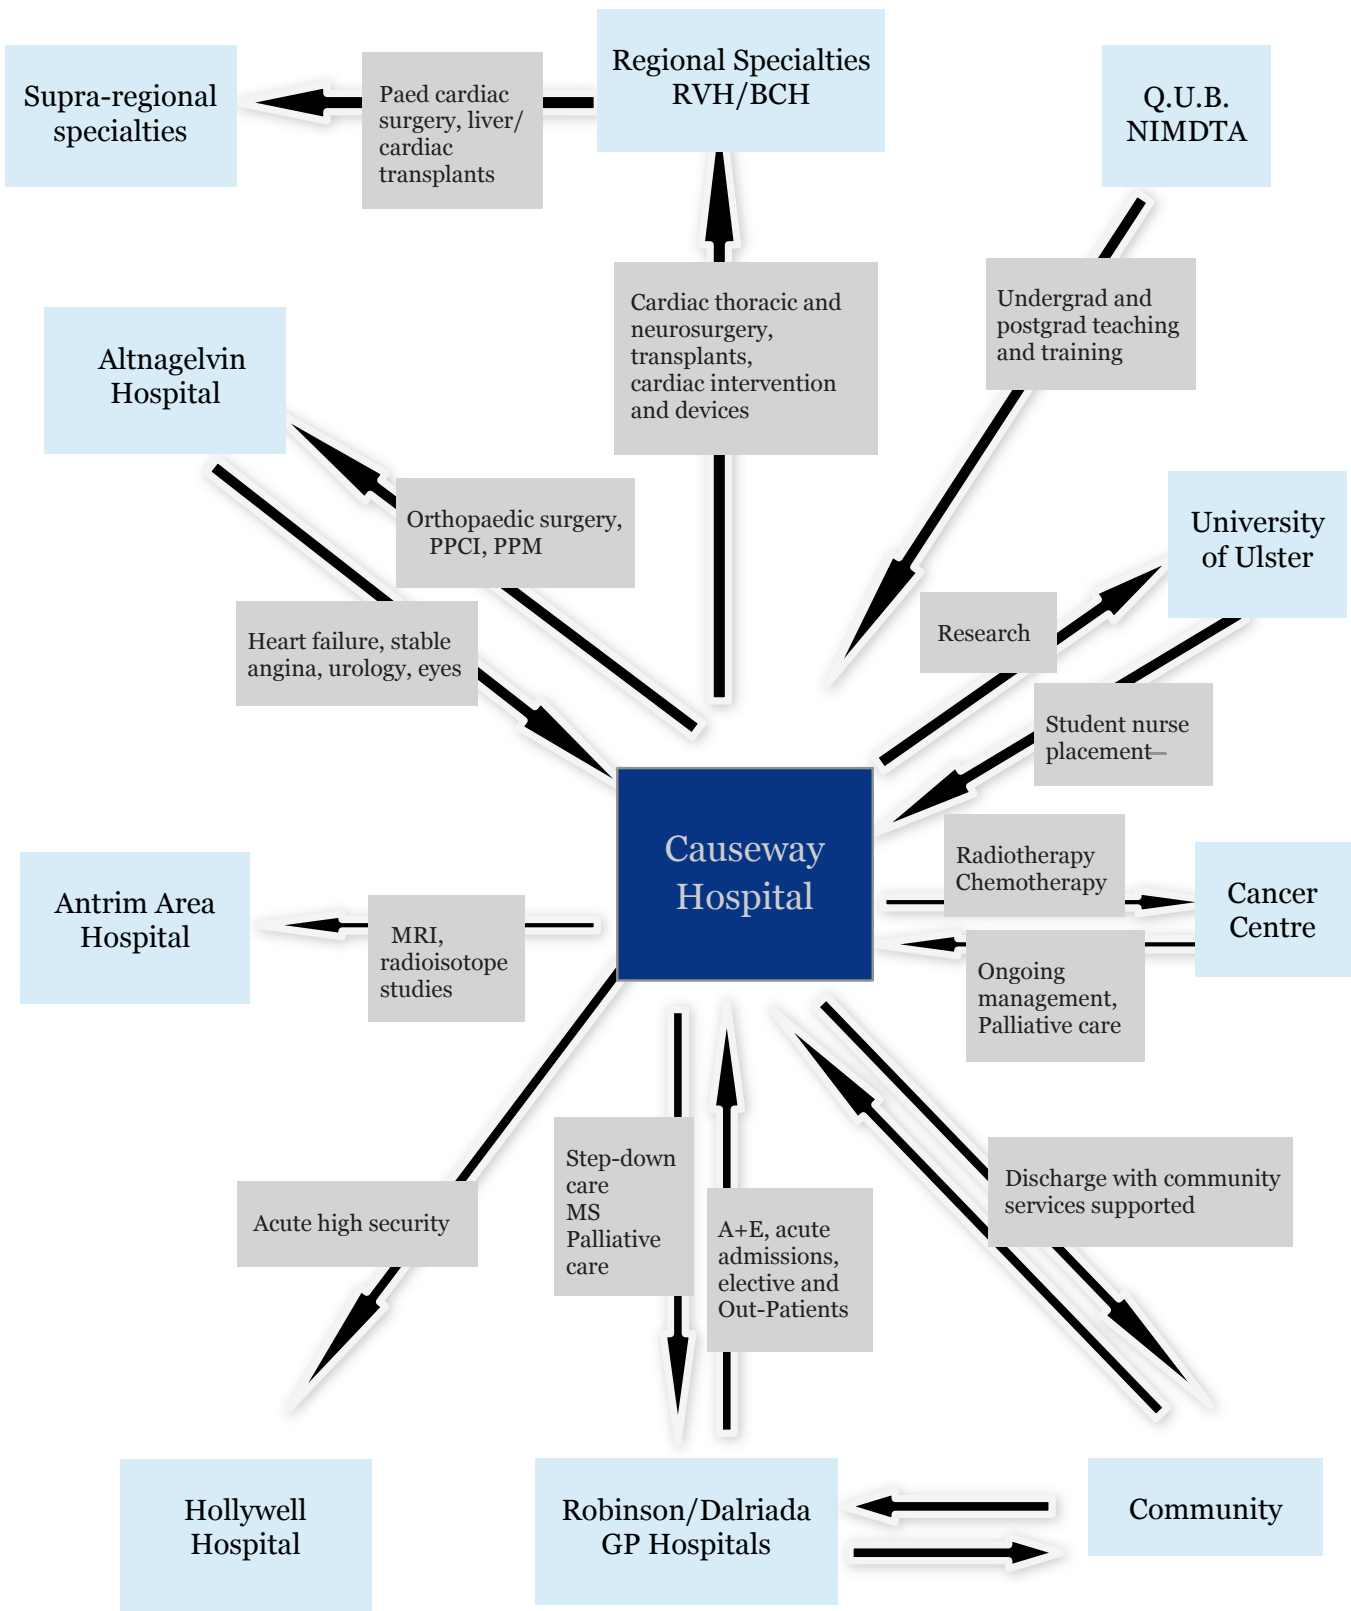 Supra-regional
specialties
Paed cardiac
surgery, liver/
cardiac
transplants
Regional Specialties
RVH/BCH
Q.U.B.
NIMDTA
Cardiac thoracic and
neurosurgery,
transplants,
cardiac intervention
and devices
Undergrad and
postgrad teaching
and training
Altnagelvin
Hospital
Orthopaedic surgery,
PPCI, PPM
University
of Ulster
Heart failure, stable
angina, urology, eyes
Research
Student nurse
placement–
Causeway
Hospital
Radiotherapy
Chemotherapy
Cancer
Centre
Antrim Area
Hospital
MRI,
radioisotope
studies
Ongoing
management,
Palliative care
Acute high security
Step-down
care
MS
Palliative
care
A+E, acute
admissions,
elective and
Out-Patients
Discharge with community
services supported
Hollywell
Hospital
Robinson/Dalriada
GP Hospitals
Community